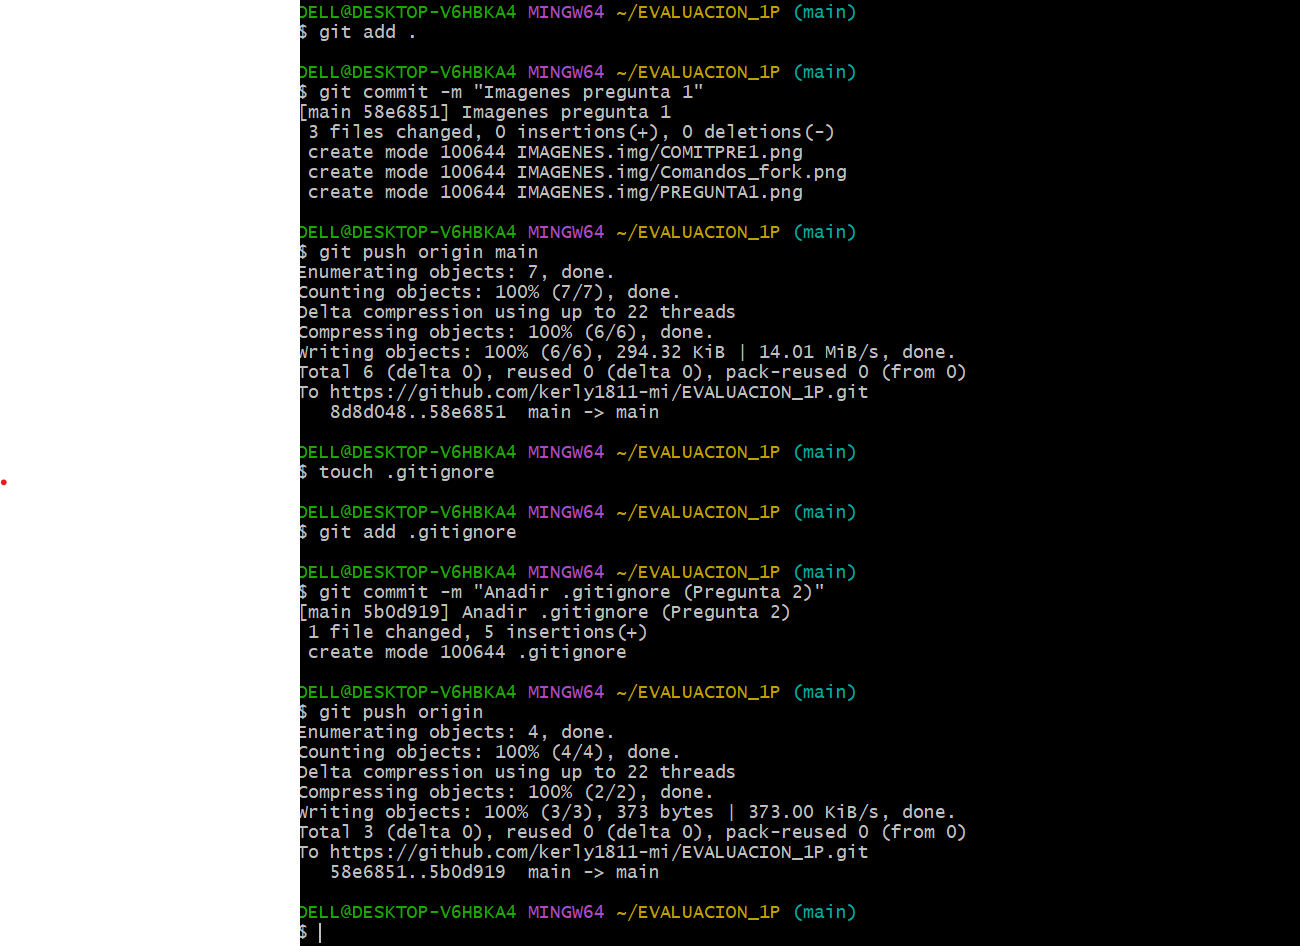 DELL@DESKTOP-V6HBKA4 MINGW64 ~/EVALUACION_1P (main)
$ git add .
DELL@DESKTOP-V6HBKA4 MINGW64 ~/EVALUACION_1P (main)
$ git commit -m "Imagenes pregunta 1"
[main 58e6851] Imagenes pregunta 1
3 files changed, 0 insertions(+), 0 deletions(-)
create mode 100644 IMAGENES.img/COMITPRE1.png
create mode 100644 IMAGENES.img/Comandos_fork.png
create mode 100644 IMAGENES.img/PREGUNTA1.png
DELL@DESKTOP-V6HBKA4 MINGW64 ~/EVALUACION_1P (main)
$ git push origin main
Enumerating objects: 7, done.
Counting objects: 100% (7/7), done.
Delta compression using up to 22 threads
Compressing objects: 100% (6/6), done.
Writing objects: 100% (6/6), 294.32 KiB | 14.01 MiB/s, done.
Total 6 (delta 0), reused 0 (delta 0), pack-reused 0 (from 0)
To https://github.com/kerly1811-mi/EVALUACION_1P.git
8d8d048..58e6851  main -> main
DELL@DESKTOP-V6HBKA4 MINGW64 ~/EVALUACION_1P (main)
$ touch .gitignore
DELL@DESKTOP-V6HBKA4 MINGW64 ~/EVALUACION_1P (main)
$ git add .gitignore
DELL@DESKTOP-V6HBKA4 MINGW64 ~/EVALUACION_1P (main)
$ git commit -m "Anadir .gitignore (Pregunta 2)"
[main 5b0d919] Anadir .gitignore (Pregunta 2)
1 file changed, 5 insertions(+)
create mode 100644 .gitignore
DELL@DESKTOP-V6HBKA4 MINGW64 ~/EVALUACION_1P (main)
$ git push origin
Enumerating objects: 4, done.
Counting objects: 100% (4/4), done.
Delta compression using up to 22 threads
Compressing objects: 100% (2/2), done.
Writing objects: 100% (3/3), 373 bytes | 373.00 KiB/s, done.
Total 3 (delta 0), reused 0 (delta 0), pack-reused 0 (from 0)
To https://github.com/kerly1811-mi/EVALUACION_1P.git
58e6851..5b0d919  main -> main
DELL@DESKTOP-V6HBKA4 MINGW64 ~/EVALUACION_1P (main)
$